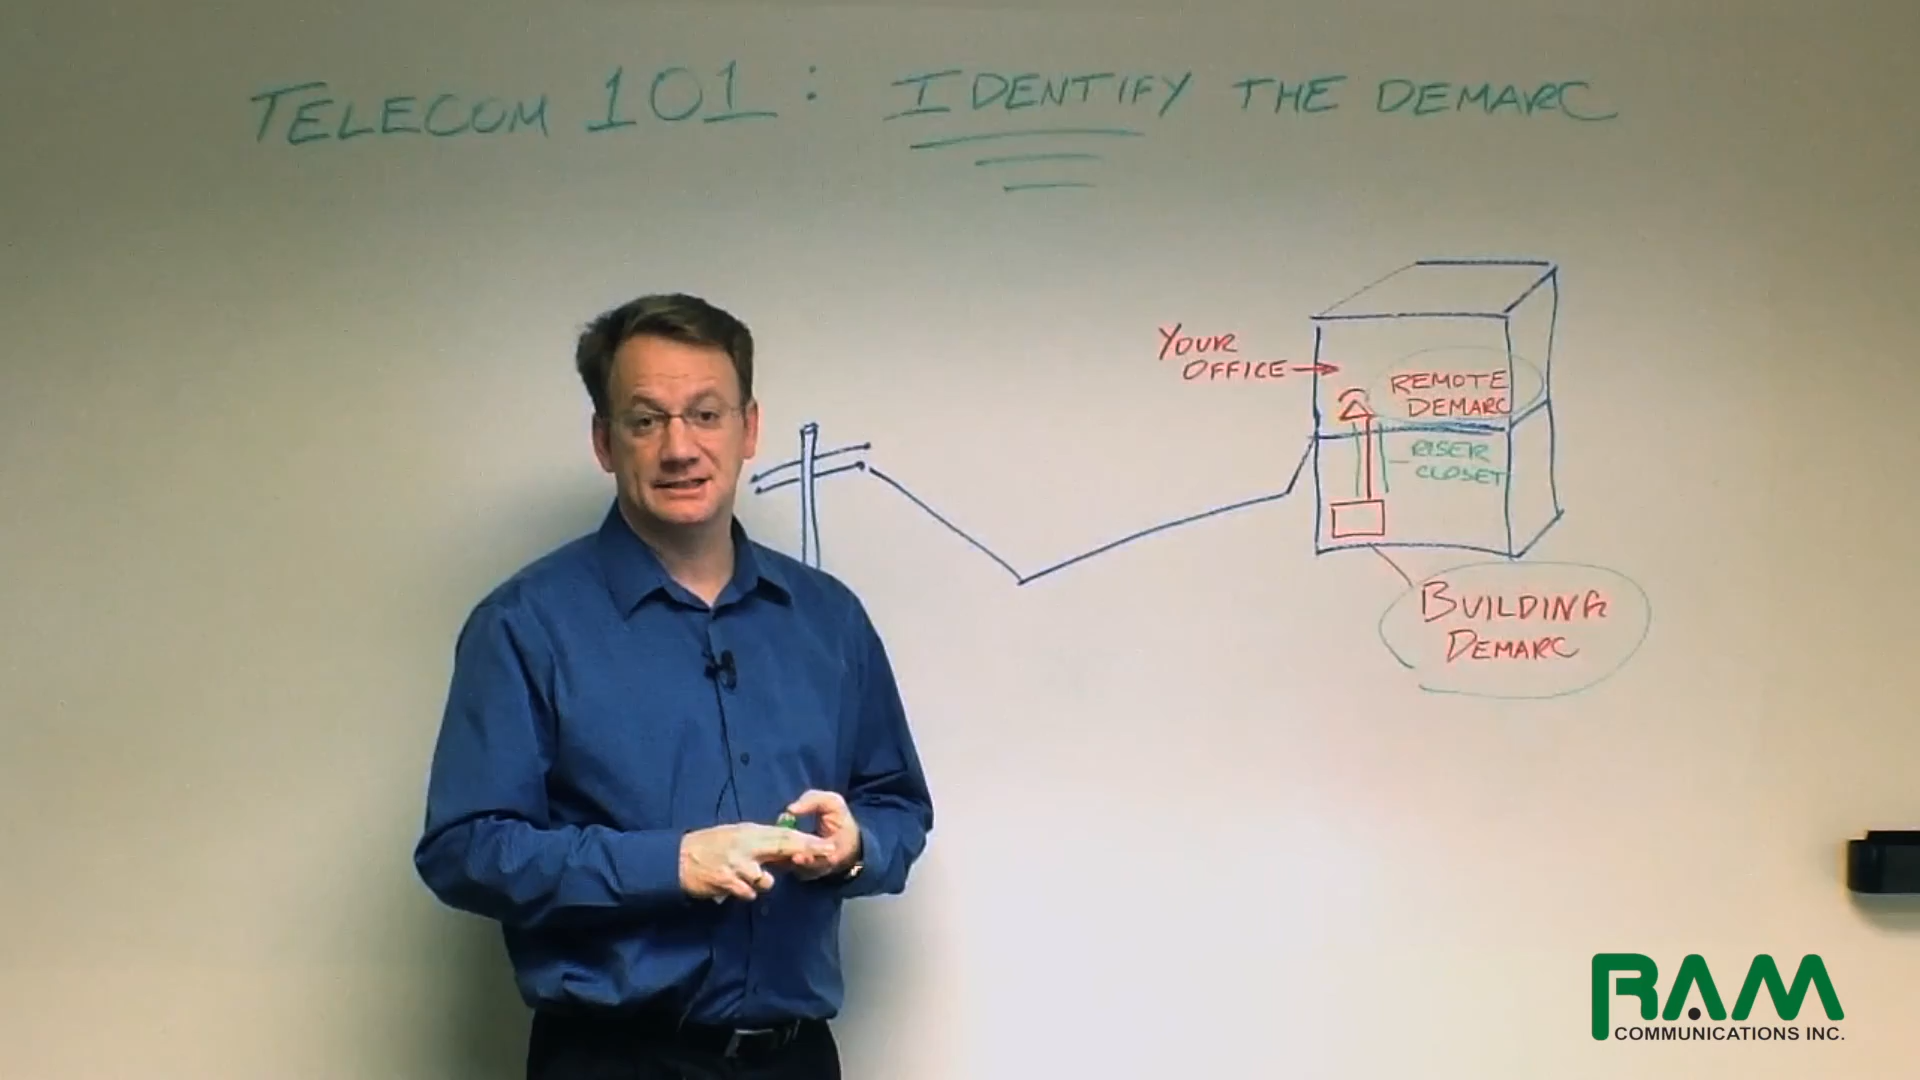 TELECOM 101: IDENTIFY THE DEMARC
YOUR
OFFICE
REMOTE
DEMARC
RISER
CLOSET
BUILDING
DEMARC
RAM
COMMUNICATIONS INC.